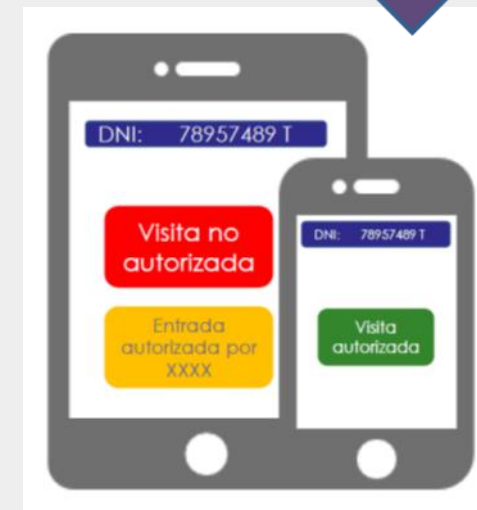 DNI: 78957489 T
Visita no
autorizada
Entrada
autorizada por
XXXX
DNI: 78957489 T
Visita
autorizada